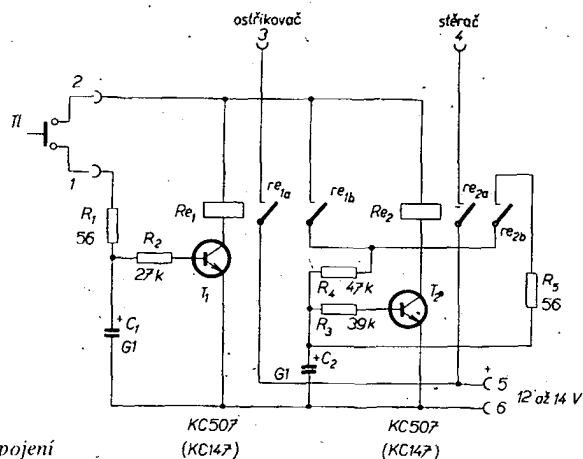 ostřikovač
3
stěrač
4
2
Tl
1
R1
56
R2
27k
Re1
T1
re1a
re1b
Re2
re2a
re2b
R4
47k
R3
39k
T2
R5
56
+ C1
G1
+ C2
G1
+
5
12 až 14 V
6
KC507
(KC147)
KC507
(KC147)
pojení